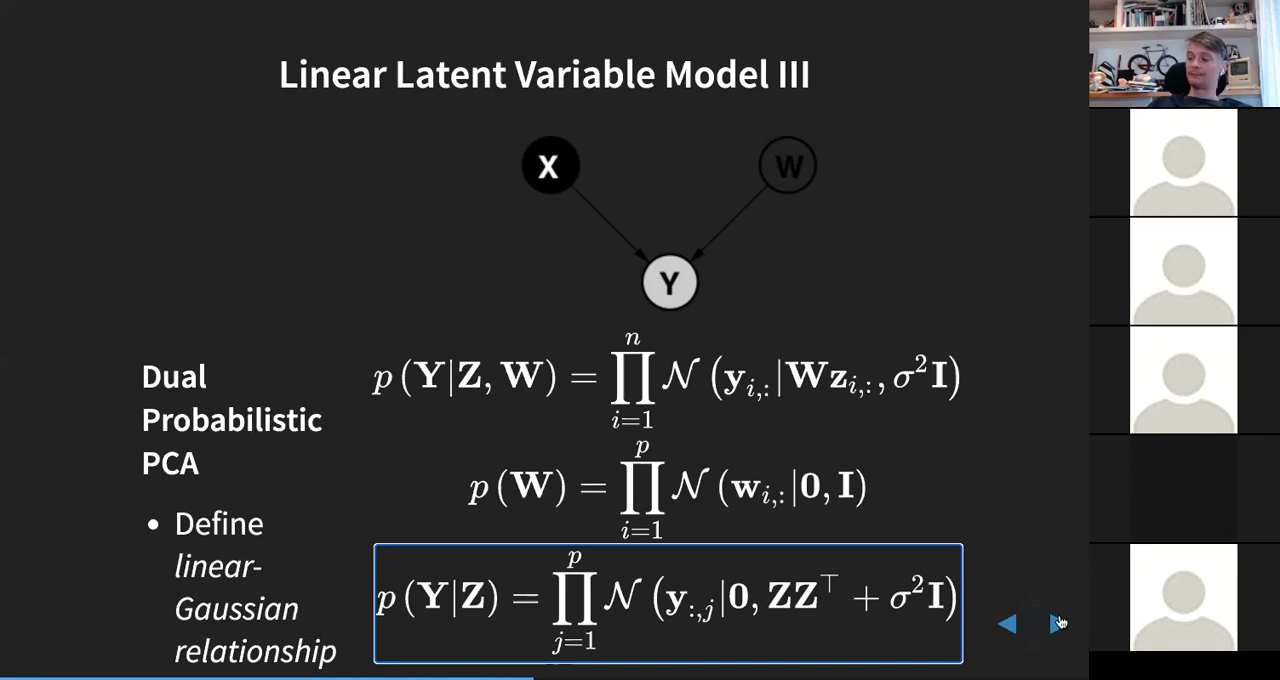 Linear Latent Variable Model III
X
W
Y
Dual
Probabilistic
PCA
• Define
linear-
Gaussian
relationship
p (Y|Z, W) = ∏_{i=1}^{n} 𝒩 (y_{i,:}|Wz_{i,:}, σ²I)
p (W) = ∏_{i=1}^{p} 𝒩 (w_{i,:}|0, I)
p (Y|Z) = ∏_{j=1}^{p} 𝒩 (y_{:,j}|0, ZZ^⊤ + σ²I)